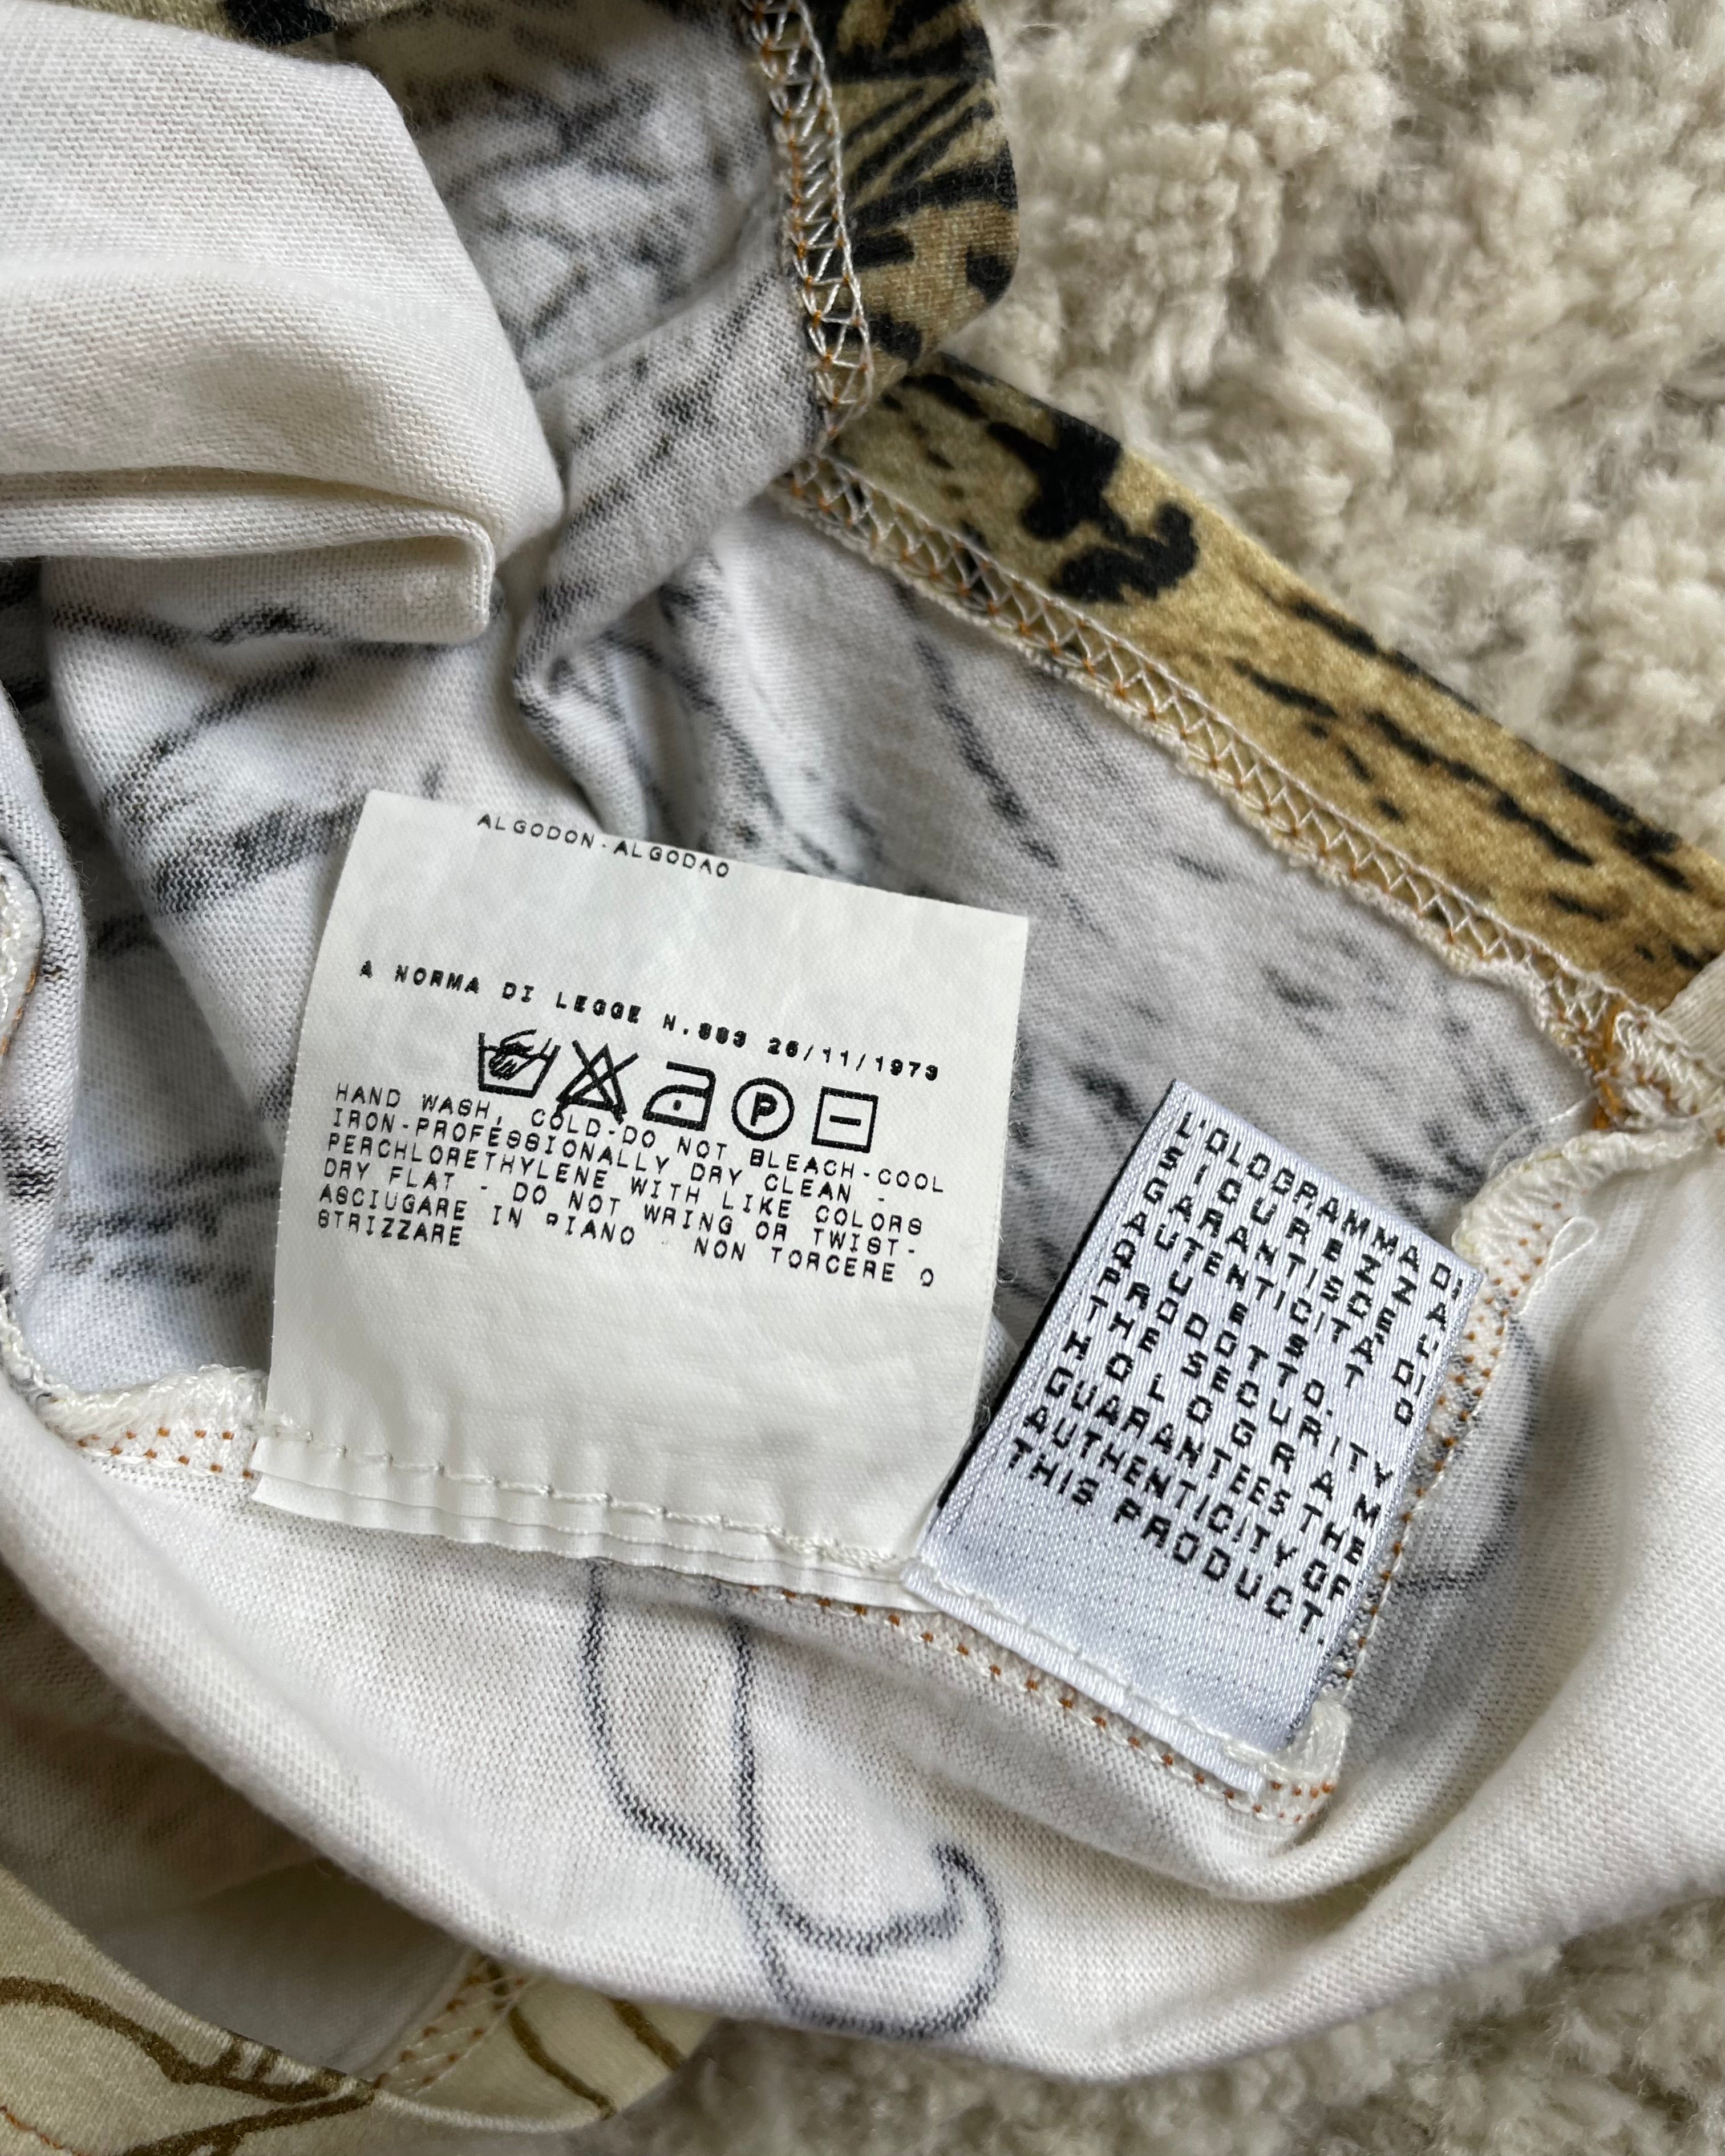 ALGODON-ALGODAO
A NORMA DI LEGGE N.883 26/11/1973
P
HAND WASH, COLD-DO NOT BLEACH-COOL
IRON-PROFESSIONALLY DRY CLEAN -
PERCHLORETHYLENE WITH LIKE COLORS
DRY FLAT - DO NOT WRING OR TWIST-
ASCIUGARE IN PIANO - NON TORCERE O
STRIZZARE
L'OLOGRAMMA DI
SICUREZZA
GARANTISCE L'
AUTENTICITA' DI
QUESTO
PRODOTTO.
THE SECURITY
HOLOGRAM
GUARANTEES THE
AUTHENTICITY OF
THIS PRODUCT.